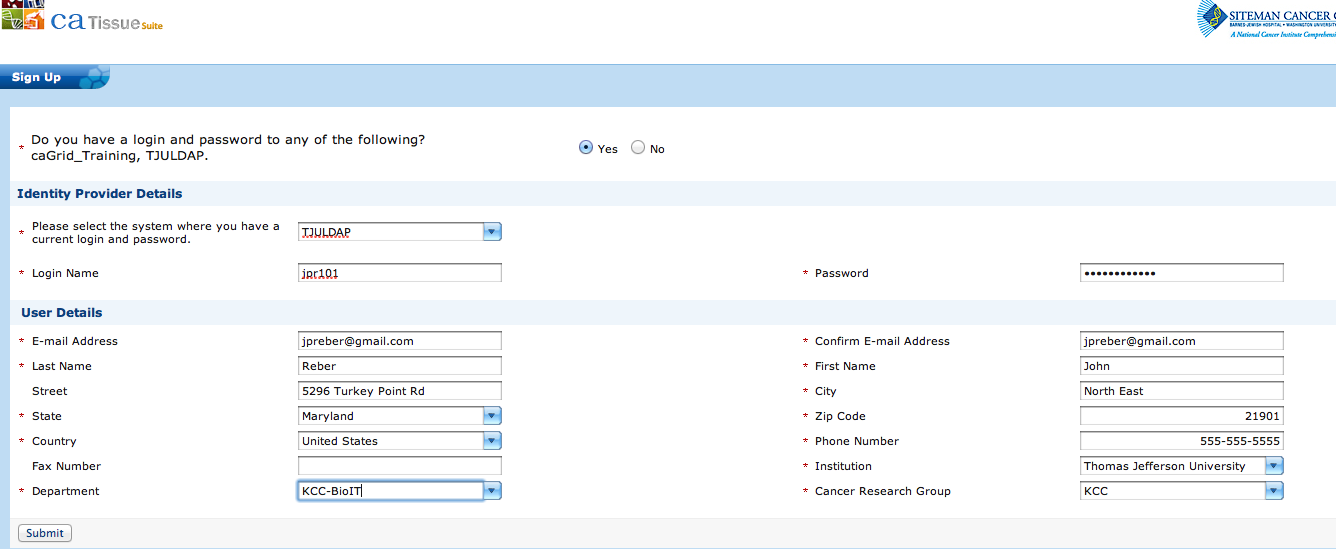 ca Tissue Suite
SITEMAN CANCER C
BARNES-JEWISH HOSPITAL • WASHINGTON UNIVERSITY
A National Cancer Institute Comprehensi
Sign Up
* Do you have a login and password to any of the following?
caGrid_Training, TJULDAP.
Yes No
Identity Provider Details
* Please select the system where you have a
current login and password.
TJULDAP
* Login Name jpr101 * Password ••••••••••••
User Details
* E-mail Address jpreber@gmail.com * Confirm E-mail Address jpreber@gmail.com
* Last Name Reber * First Name John
Street 5296 Turkey Point Rd * City North East
* State Maryland * Zip Code 21901
* Country United States * Phone Number 555-555-5555
Fax Number * Institution Thomas Jefferson University
* Department KCC-BioIT * Cancer Research Group KCC
Submit